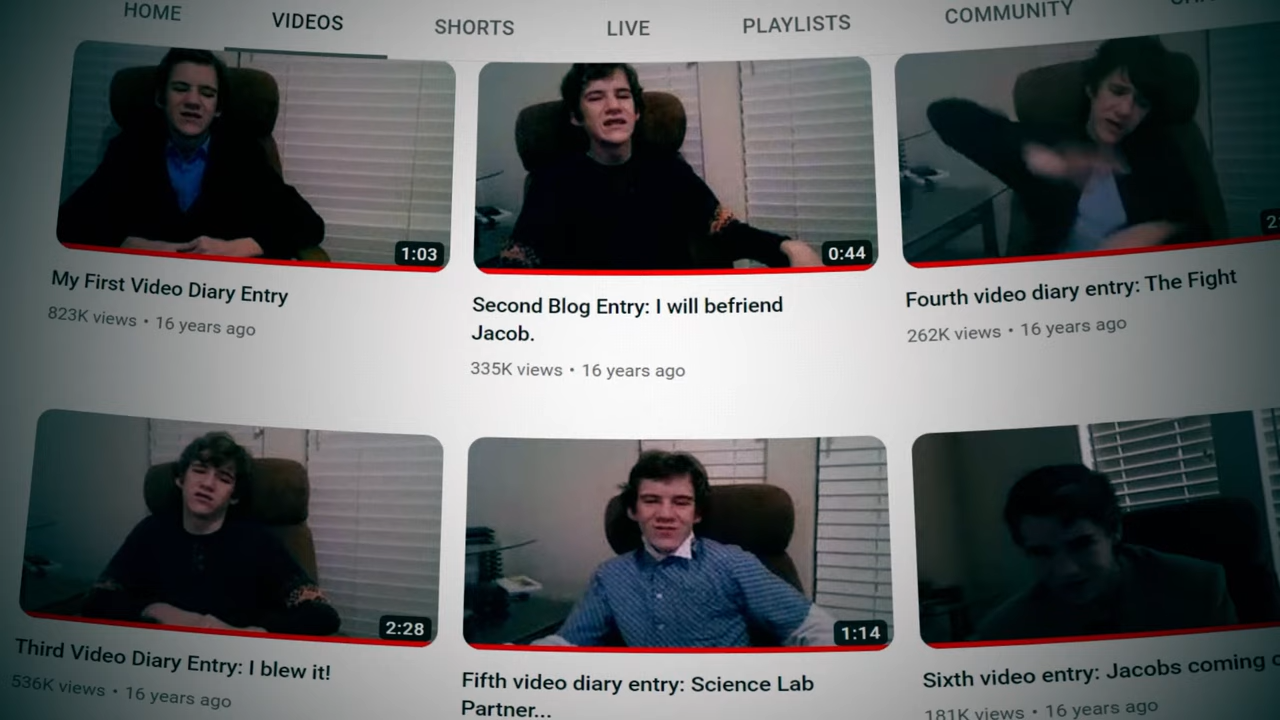 HOME VIDEOS SHORTS LIVE PLAYLISTS COMMUNITY
1:03
0:44
My First Video Diary Entry
823K views • 16 years ago
Second Blog Entry: I will befriend
Jacob.
335K views • 16 years ago
Fourth video diary entry: The Fight
262K views • 16 years ago
2:28
1:14
Third Video Diary Entry: I blew it!
536K views • 16 years ago
Fifth video diary entry: Science Lab
Partner...
Sixth video entry: Jacobs coming
181K views • 16 years ago